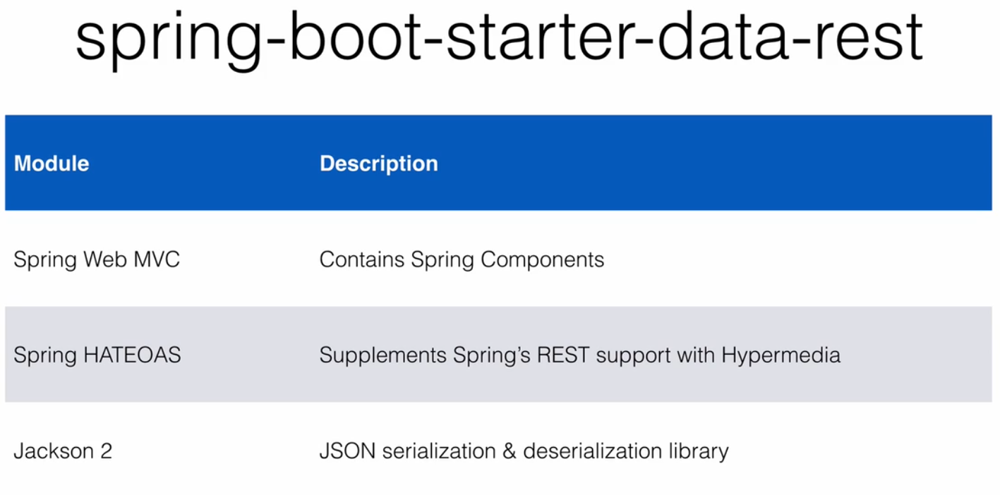 spring-boot-starter-data-rest
Module Description
Spring Web MVC Contains Spring Components
Spring HATEOAS Supplements Spring’s REST support with Hypermedia
Jackson 2 JSON serialization & deserialization library